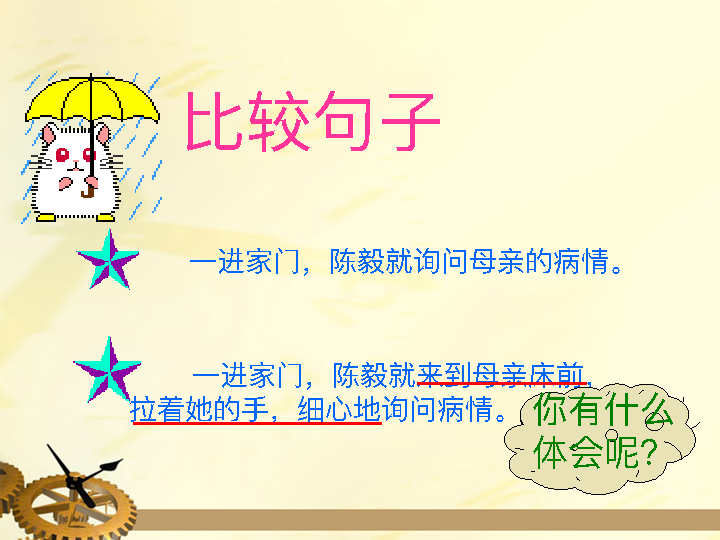 比较句子
一进家门，陈毅就询问母亲的病情。
一进家门，陈毅就来到母亲床前，
拉着她的手，细心地询问病情。
你有什么
体会呢？